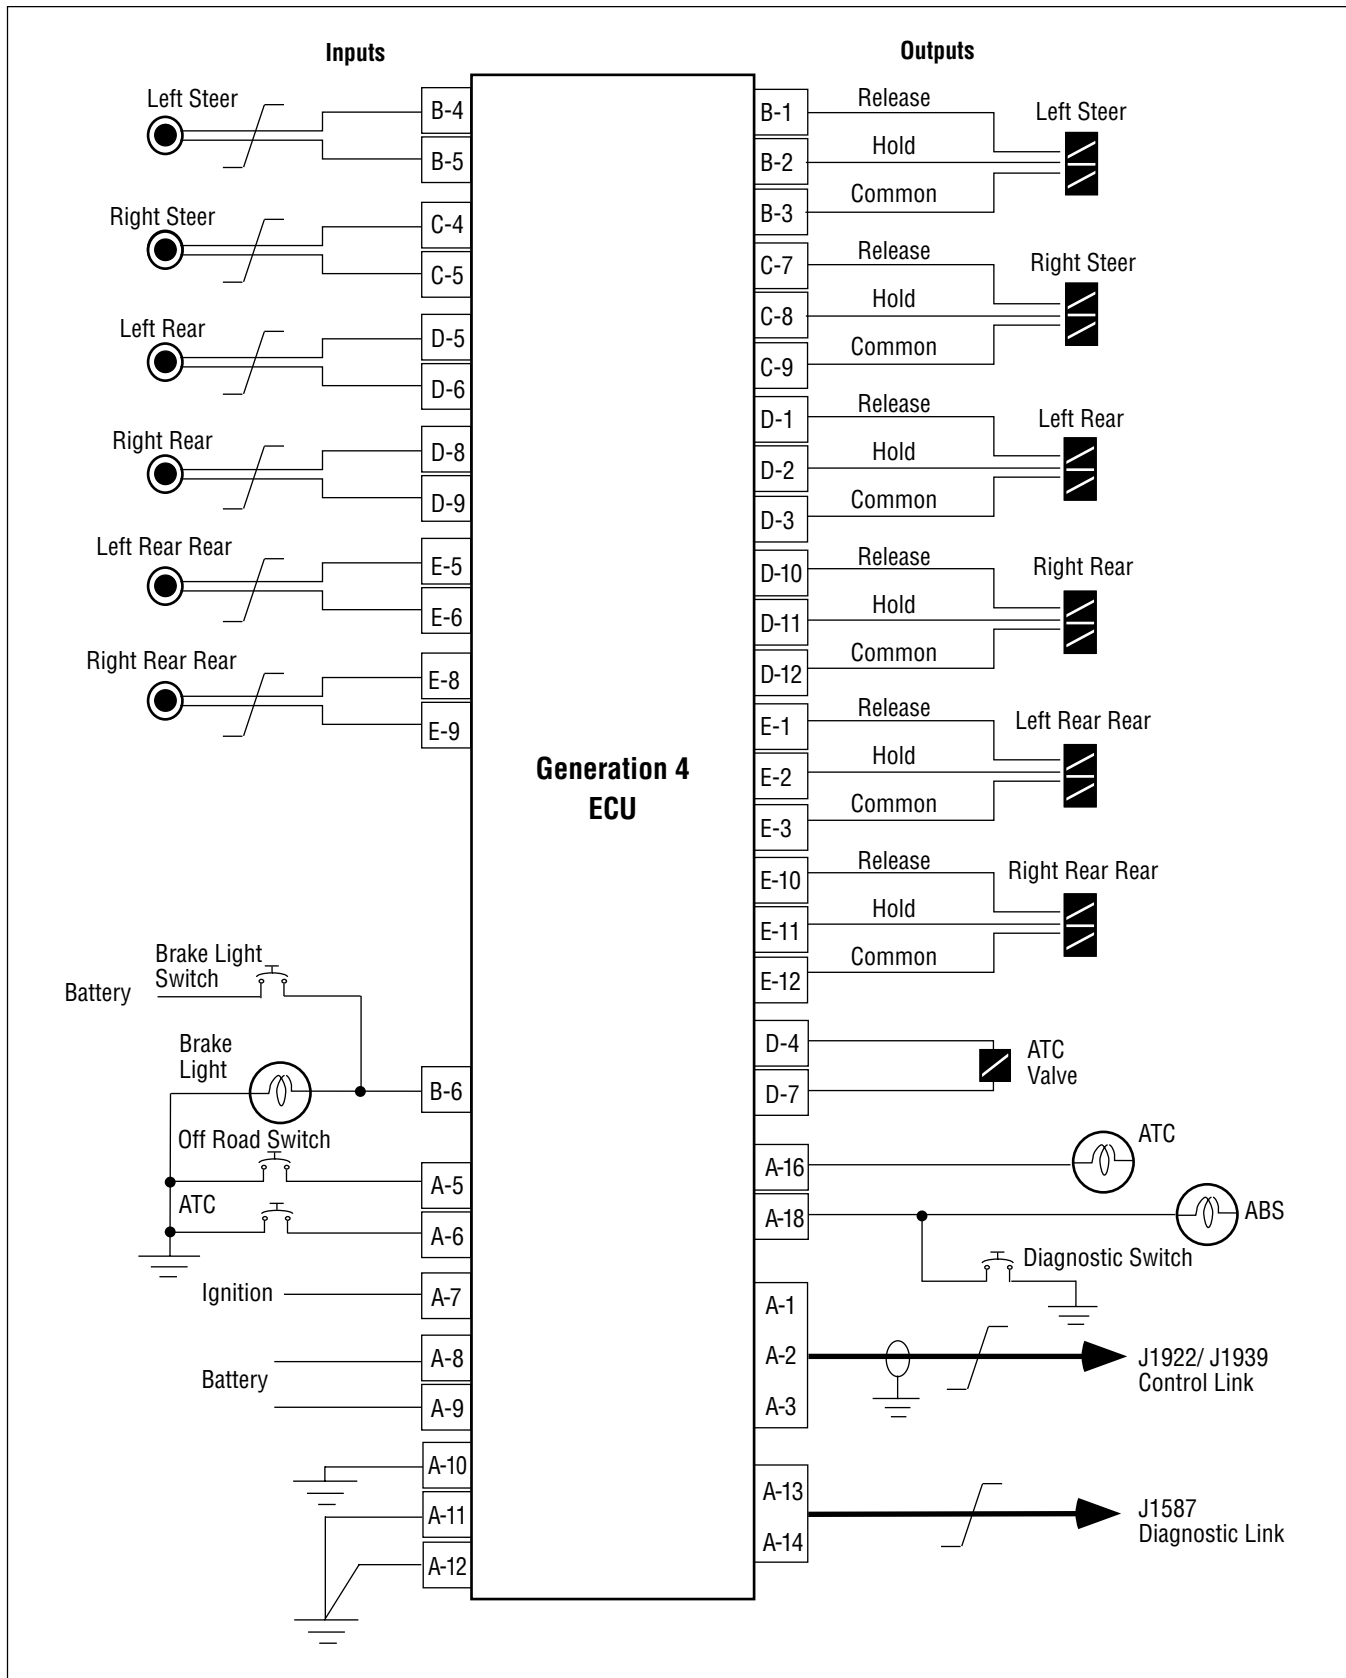 Inputs
Outputs
Left Steer
B-4
B-5
Right Steer
C-4
C-5
Left Rear
D-5
D-6
Right Rear
D-8
D-9
Left Rear Rear
E-5
E-6
Right Rear Rear
E-8
E-9
Brake Light
Switch
Battery
Brake
Light
B-6
Off Road Switch
A-5
ATC
A-6
Ignition
A-7
Battery
A-8
A-9
A-10
A-11
A-12
Generation 4
ECU
B-1
Release
B-2
Hold
B-3
Common
Left Steer
C-7
Release
C-8
Hold
C-9
Common
Right Steer
D-1
Release
D-2
Hold
D-3
Common
Left Rear
D-10
Release
D-11
Hold
D-12
Common
Right Rear
E-1
Release
E-2
Hold
E-3
Common
Left Rear Rear
E-10
Release
E-11
Hold
E-12
Common
Right Rear Rear
D-4
D-7
ATC
Valve
A-16
ATC
A-18
ABS
Diagnostic Switch
A-1
A-2
A-3
J1922/ J1939
Control Link
A-13
A-14
J1587
Diagnostic Link